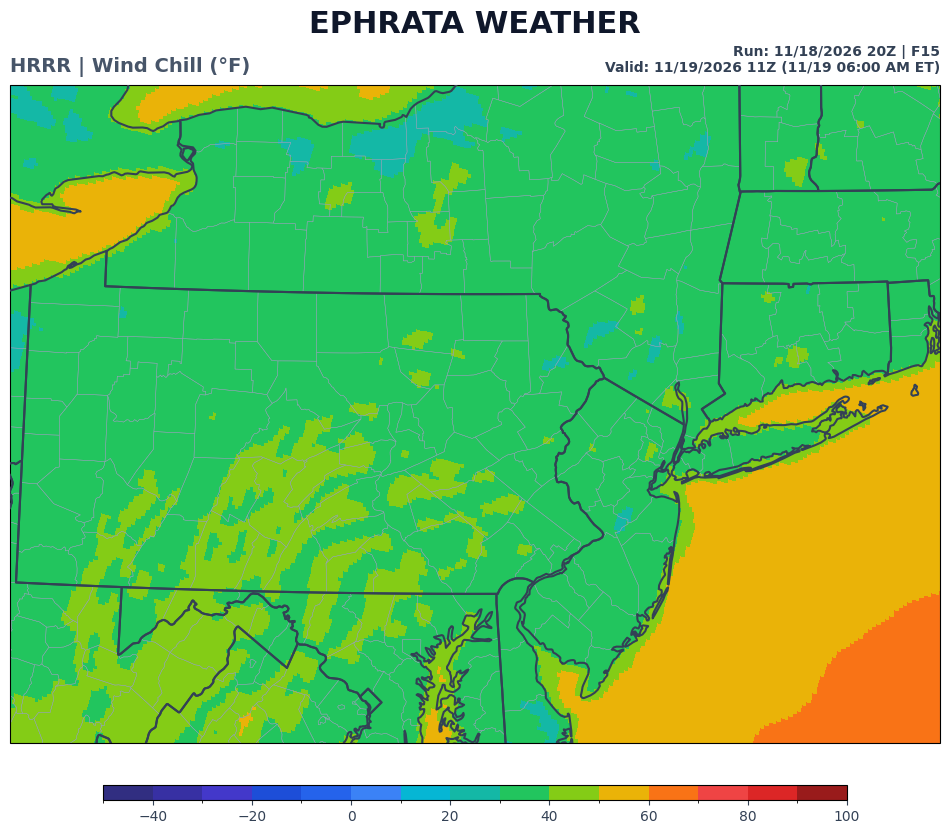 EPHRATA WEATHER
HRRR | Wind Chill (°F)
Run: 11/18/2026 20Z | F15
Valid: 11/19/2026 11Z (11/19 06:00 AM ET)
−40 −20 0 20 40 60 80 100